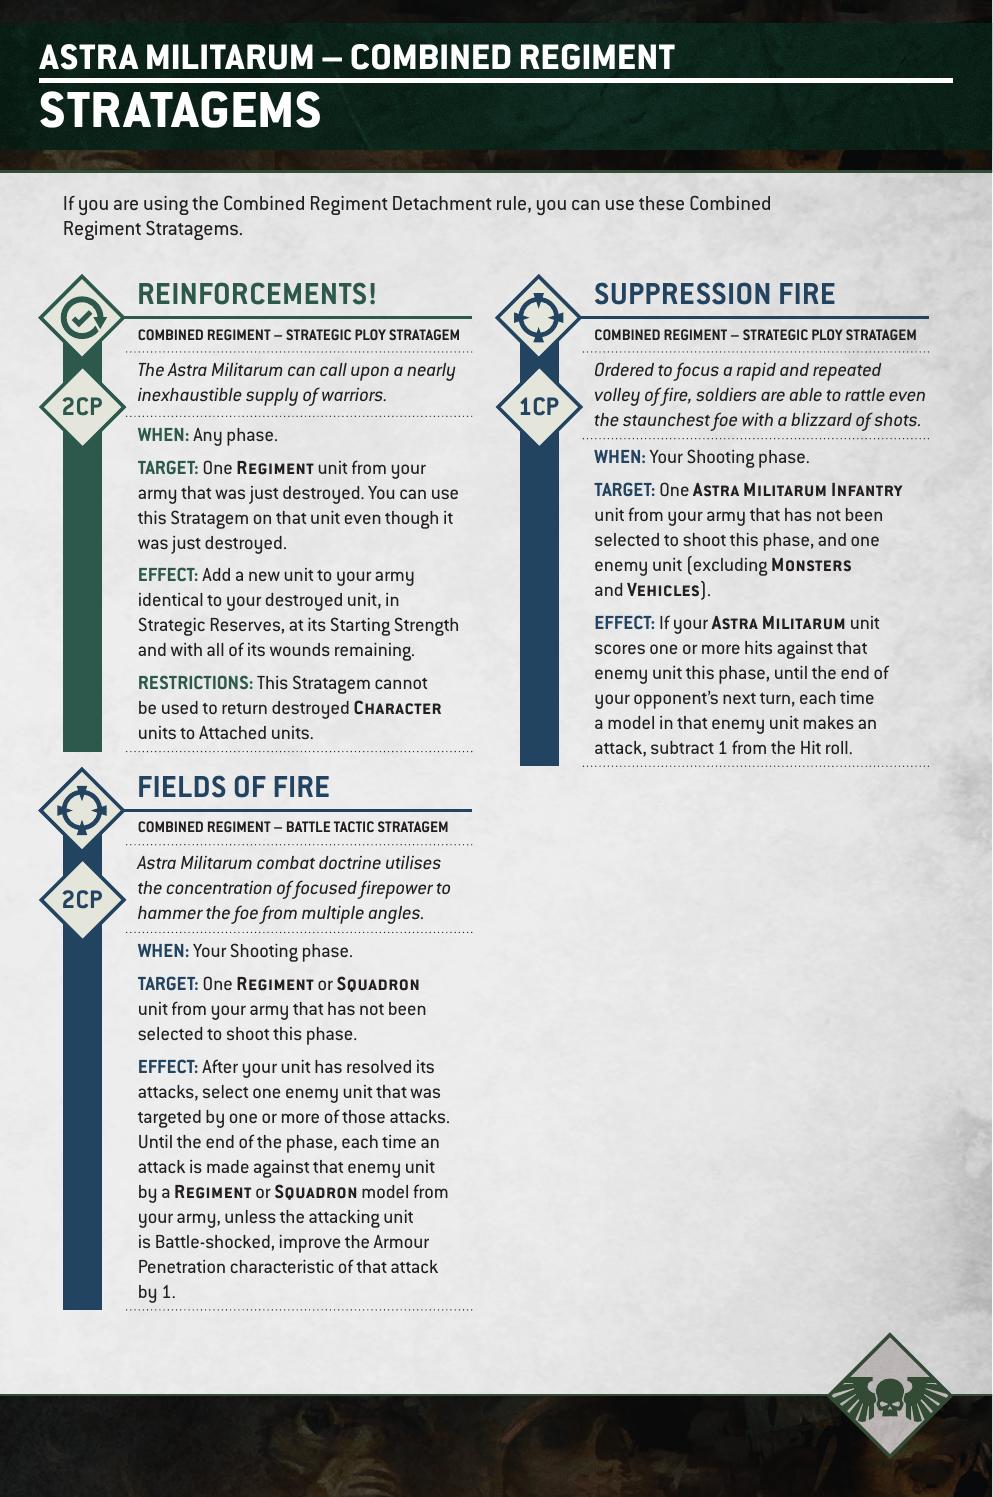 ASTRA MILITARUM – COMBINED REGIMENT
STRATAGEMS
If you are using the Combined Regiment Detachment rule, you can use these Combined
Regiment Stratagems.
REINFORCEMENTS!
COMBINED REGIMENT – STRATEGIC PLOY STRATAGEM
The Astra Militarum can call upon a nearly
inexhaustible supply of warriors.
2CP
WHEN: Any phase.
TARGET: One REGIMENT unit from your
army that was just destroyed. You can use
this Stratagem on that unit even though it
was just destroyed.
EFFECT: Add a new unit to your army
identical to your destroyed unit, in
Strategic Reserves, at its Starting Strength
and with all of its wounds remaining.
RESTRICTIONS: This Stratagem cannot
be used to return destroyed CHARACTER
units to Attached units.
FIELDS OF FIRE
COMBINED REGIMENT – BATTLE TACTIC STRATAGEM
Astra Militarum combat doctrine utilises
the concentration of focused firepower to
hammer the foe from multiple angles.
2CP
WHEN: Your Shooting phase.
TARGET: One REGIMENT or SQUADRON
unit from your army that has not been
selected to shoot this phase.
EFFECT: After your unit has resolved its
attacks, select one enemy unit that was
targeted by one or more of those attacks.
Until the end of the phase, each time an
attack is made against that enemy unit
by a REGIMENT or SQUADRON model from
your army, unless the attacking unit
is Battle-shocked, improve the Armour
Penetration characteristic of that attack
by 1.
SUPPRESSION FIRE
COMBINED REGIMENT – STRATEGIC PLOY STRATAGEM
Ordered to focus a rapid and repeated
volley of fire, soldiers are able to rattle even
the staunchest foe with a blizzard of shots.
1CP
WHEN: Your Shooting phase.
TARGET: One ASTRA MILITARUM INFANTRY
unit from your army that has not been
selected to shoot this phase, and one
enemy unit (excluding MONSTERS
and VEHICLES).
EFFECT: If your ASTRA MILITARUM unit
scores one or more hits against that
enemy unit this phase, until the end of
your opponent’s next turn, each time
a model in that enemy unit makes an
attack, subtract 1 from the Hit roll.